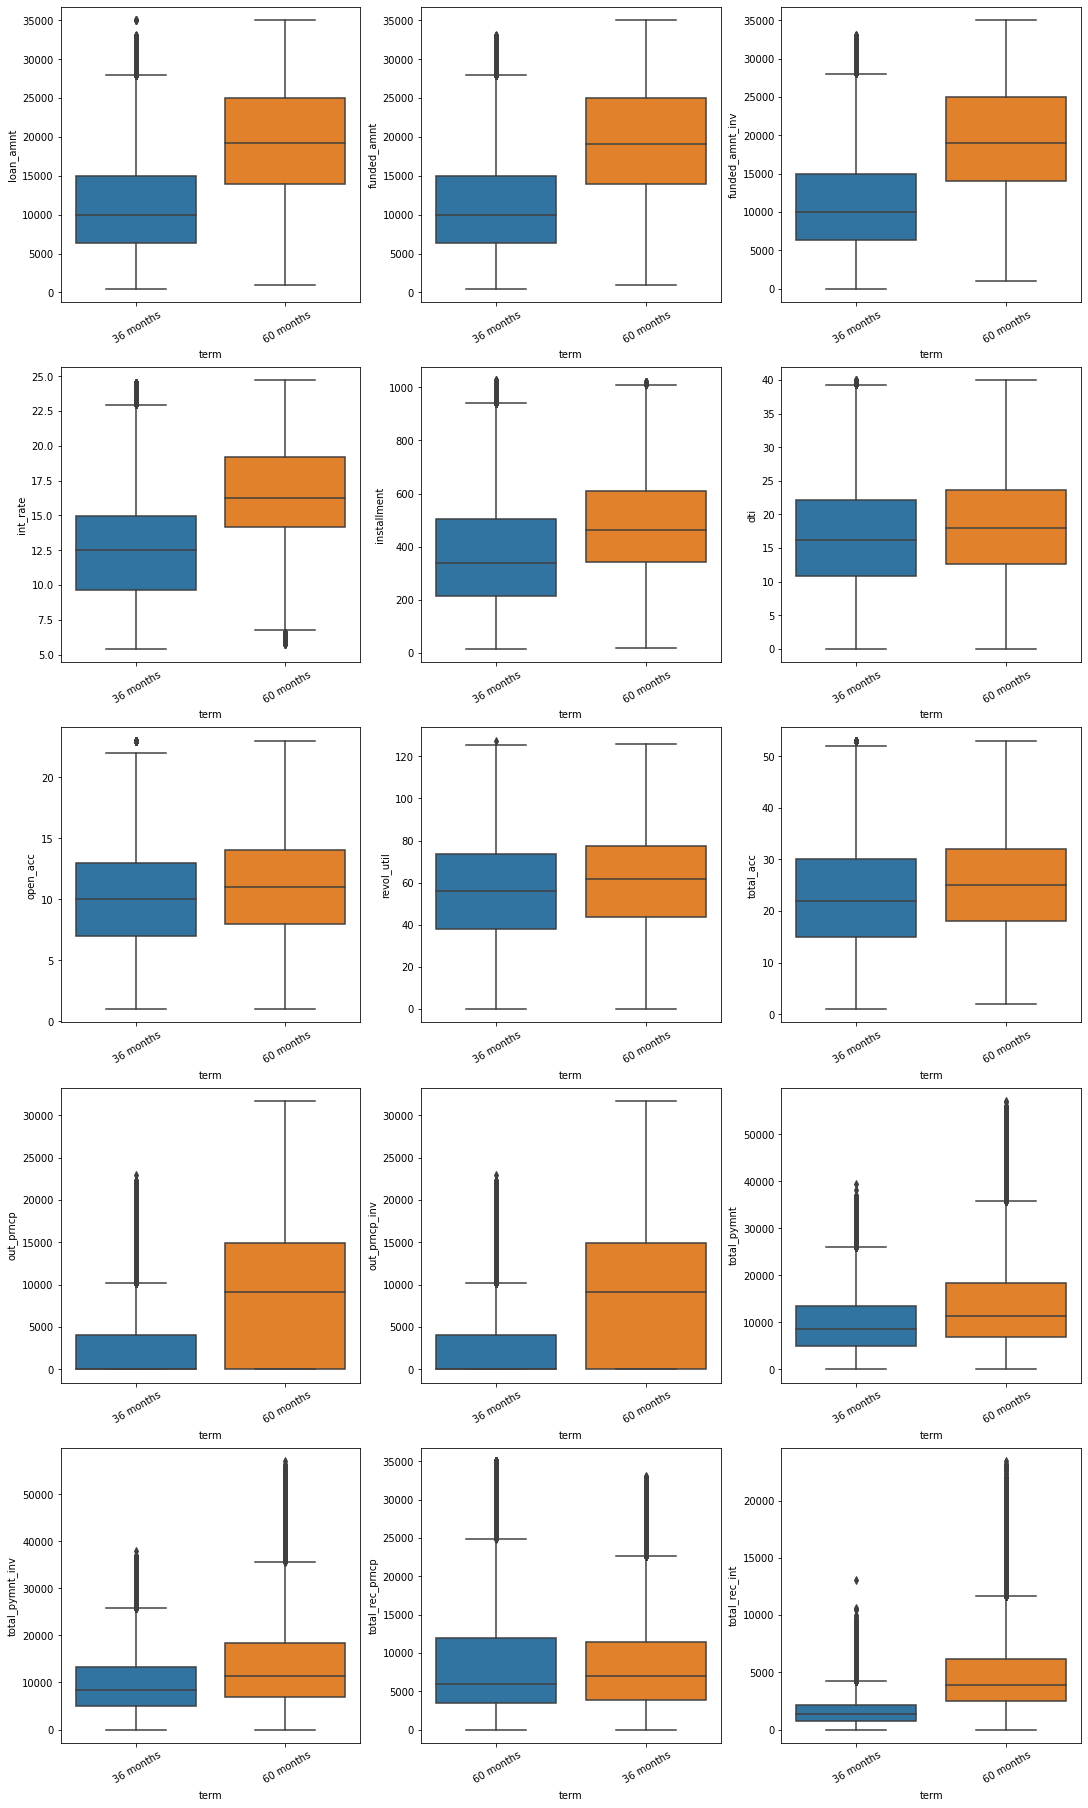 loan_amnt
35000
30000
25000
20000
15000
10000
5000
0
36 months
60 months
term
funded_amnt
35000
30000
25000
20000
15000
10000
5000
0
36 months
60 months
term
funded_amnt_inv
35000
30000
25000
20000
15000
10000
5000
0
36 months
60 months
term
int_rate
25.0
22.5
20.0
17.5
15.0
12.5
10.0
7.5
5.0
36 months
60 months
term
installment
1000
800
600
400
200
0
36 months
60 months
term
dti
40
35
30
25
20
15
10
5
0
36 months
60 months
term
open_acc
20
15
10
5
0
36 months
60 months
term
revol_util
120
100
80
60
40
20
0
36 months
60 months
term
total_acc
50
40
30
20
10
0
36 months
60 months
term
out_prncp
30000
25000
20000
15000
10000
5000
0
36 months
60 months
term
out_prncp_inv
30000
25000
20000
15000
10000
5000
0
36 months
60 months
term
total_pymnt
50000
40000
30000
20000
10000
0
36 months
60 months
term
total_pymnt_inv
50000
40000
30000
20000
10000
0
36 months
60 months
term
total_rec_prncp
35000
30000
25000
20000
15000
10000
5000
0
60 months
36 months
term
total_rec_int
20000
15000
10000
5000
0
36 months
60 months
term